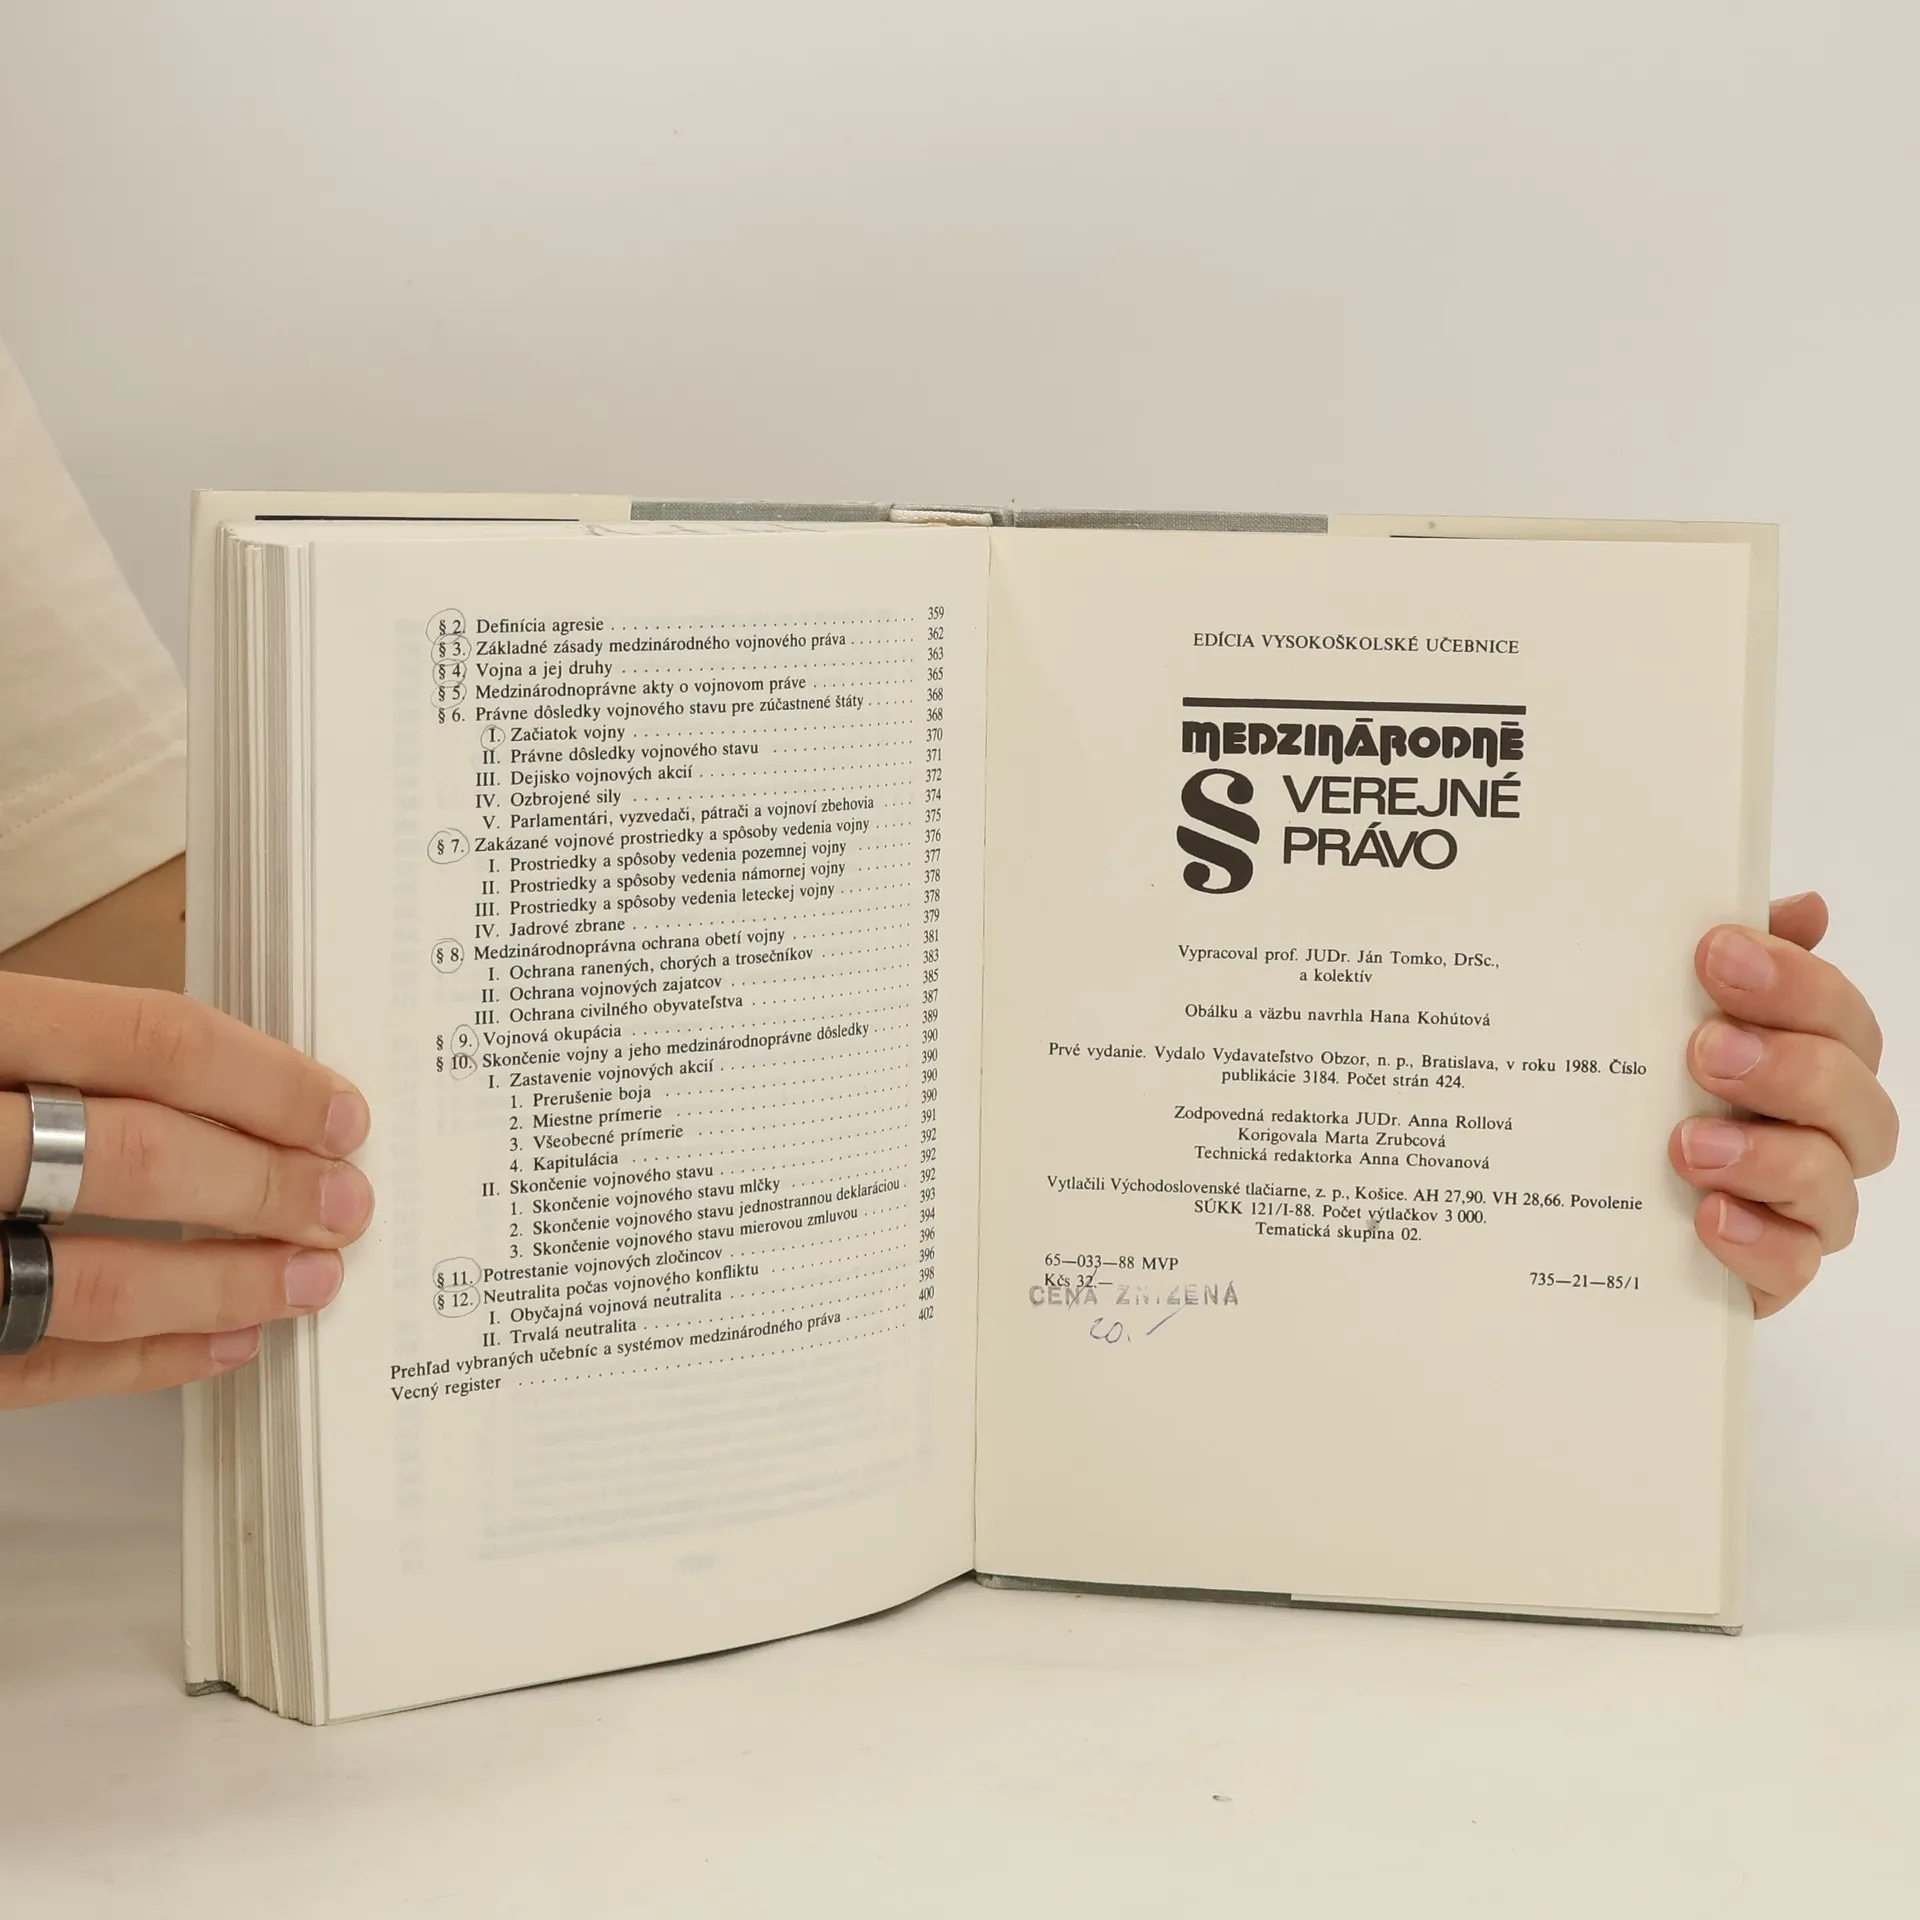 § 2. Definícia agresie . . . . . . . . . . . . . . . . . . . . 359
§ 3. Základné zásady medzinárodného vojnového práva . . . . . . . . 362
§ 4. Vojna a jej druhy . . . . . . . . . . . . . . . . . . . . 363
§ 5. Medzinárodnoprávne akty o vojnovom práve . . . . . . . . . . 365
§ 6. Právne dôsledky vojnového stavu pre zúčastnené štáty . . . . . . 368
I. Začiatok vojny . . . . . . . . . . . . . . . . . . . . 368
II. Právne dôsledky vojnového stavu . . . . . . . . . . . . 370
III. Dejisko vojnových akcií . . . . . . . . . . . . . . . . 371
IV. Ozbrojené sily . . . . . . . . . . . . . . . . . . . . 372
V. Parlamentári, vyzvedači, pátrači a vojnoví zbehovia . . . . 374
§ 7. Zakázané vojnové prostriedky a spôsoby vedenia vojny . . . . . 375
I. Prostriedky a spôsoby vedenia pozemnej vojny . . . . . . . 376
II. Prostriedky a spôsoby vedenia námornej vojny . . . . . . . 377
III. Prostriedky a spôsoby vedenia leteckej vojny . . . . . . . . 378
IV. Jadrové zbrane . . . . . . . . . . . . . . . . . . . . 378
§ 8. Medzinárodnoprávna ochrana obetí vojny . . . . . . . . . . . 379
I. Ochrana ranených, chorých a trosečníkov . . . . . . . . . 381
II. Ochrana vojnových zajatcov . . . . . . . . . . . . . . . 383
III. Ochrana civilného obyvateľstva . . . . . . . . . . . . . 385
§ 9. Vojnová okupácia . . . . . . . . . . . . . . . . . . . . 387
§ 10. Skončenie vojny a jeho medzinárodnoprávne dôsledky . . . . . 389
I. Zastavenie vojnových akcií . . . . . . . . . . . . . . . 390
1. Prerušenie boja . . . . . . . . . . . . . . . . . . 390
2. Miestne prímerie . . . . . . . . . . . . . . . . . 390
3. Všeobecné prímerie . . . . . . . . . . . . . . . . 390
4. Kapitulácia . . . . . . . . . . . . . . . . . . . 391
II. Skončenie vojnového stavu . . . . . . . . . . . . . . . 392
1. Skončenie vojnového stavu mlčky . . . . . . . . . . 392
2. Skončenie vojnového stavu jednostrannou deklaráciou . 392
3. Skončenie vojnového stavu mierovou zmluvou . . . . . . 393
§ 11. Potrestanie vojnových zločincov . . . . . . . . . . . . . . 394
§ 12. Neutralita počas vojnového konfliktu . . . . . . . . . . . . 396
I. Obyčajná vojnová neutralita . . . . . . . . . . . . . . 396
II. Trvalá neutralita . . . . . . . . . . . . . . . . . . . 398
Prehľad vybraných učebníc a systémov medzinárodného práva . . . . . . . 400
Vecný register . . . . . . . . . . . . . . . . . . . . . . . . 402
EDÍCIA VYSOKOŠKOLSKÉ UČEBNICE
MEDZINÁRODNÉ
§ VEREJNÉ
PRÁVO
Vypracoval prof. JUDr. Ján Tomko, DrSc.,
a kolektív
Obálku a väzbu navrhla Hana Kohútová
Prvé vydanie. Vydalo Vydavateľstvo Obzor, n. p., Bratislava, v roku 1988. Číslo
publikácie 3184. Počet strán 424.
Zodpovedná redaktorka JUDr. Anna Rollová
Korigovala Marta Zrubcová
Technická redaktorka Anna Chovanová
Vytlačili Východoslovenské tlačiarne, z. p., Košice. AH 27,90. VH 28,66. Povolenie
SÚKK 121/I-88. Počet výtlačkov 3 000.
Tematická skupina 02.
65—033—88 MVP
Kčs 32,— 735—21—85/1
CENA ZNÍŽENÁ
20.—